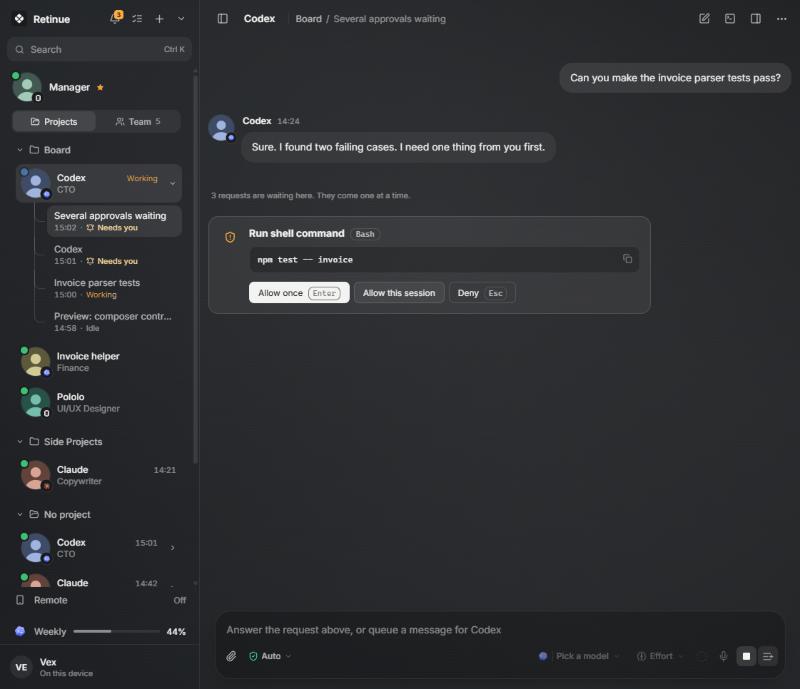 Retinue
3
Search
Ctrl K
Manager
Projects
Team 5
Board
Codex
Working
CTO
Several approvals waiting
15:02 · Needs you
Codex
15:01 · Needs you
Invoice parser tests
15:00 · Working
Preview: composer contr...
14:58 · Idle
Invoice helper
Finance
Pololo
UI/UX Designer
Side Projects
Claude
14:21
Copywriter
No project
Codex
15:01
CTO
Claude
14:42
Remote
Off
Weekly
44%
VE
Vex
On this device
Codex
Board / Several approvals waiting
Can you make the invoice parser tests pass?
Codex 14:24
Sure. I found two failing cases. I need one thing from you first.
3 requests are waiting here. They come one at a time.
Run shell command Bash
npm test -- invoice
Allow once Enter
Allow this session
Deny Esc
Answer the request above, or queue a message for Codex
Auto
Pick a model
Effort